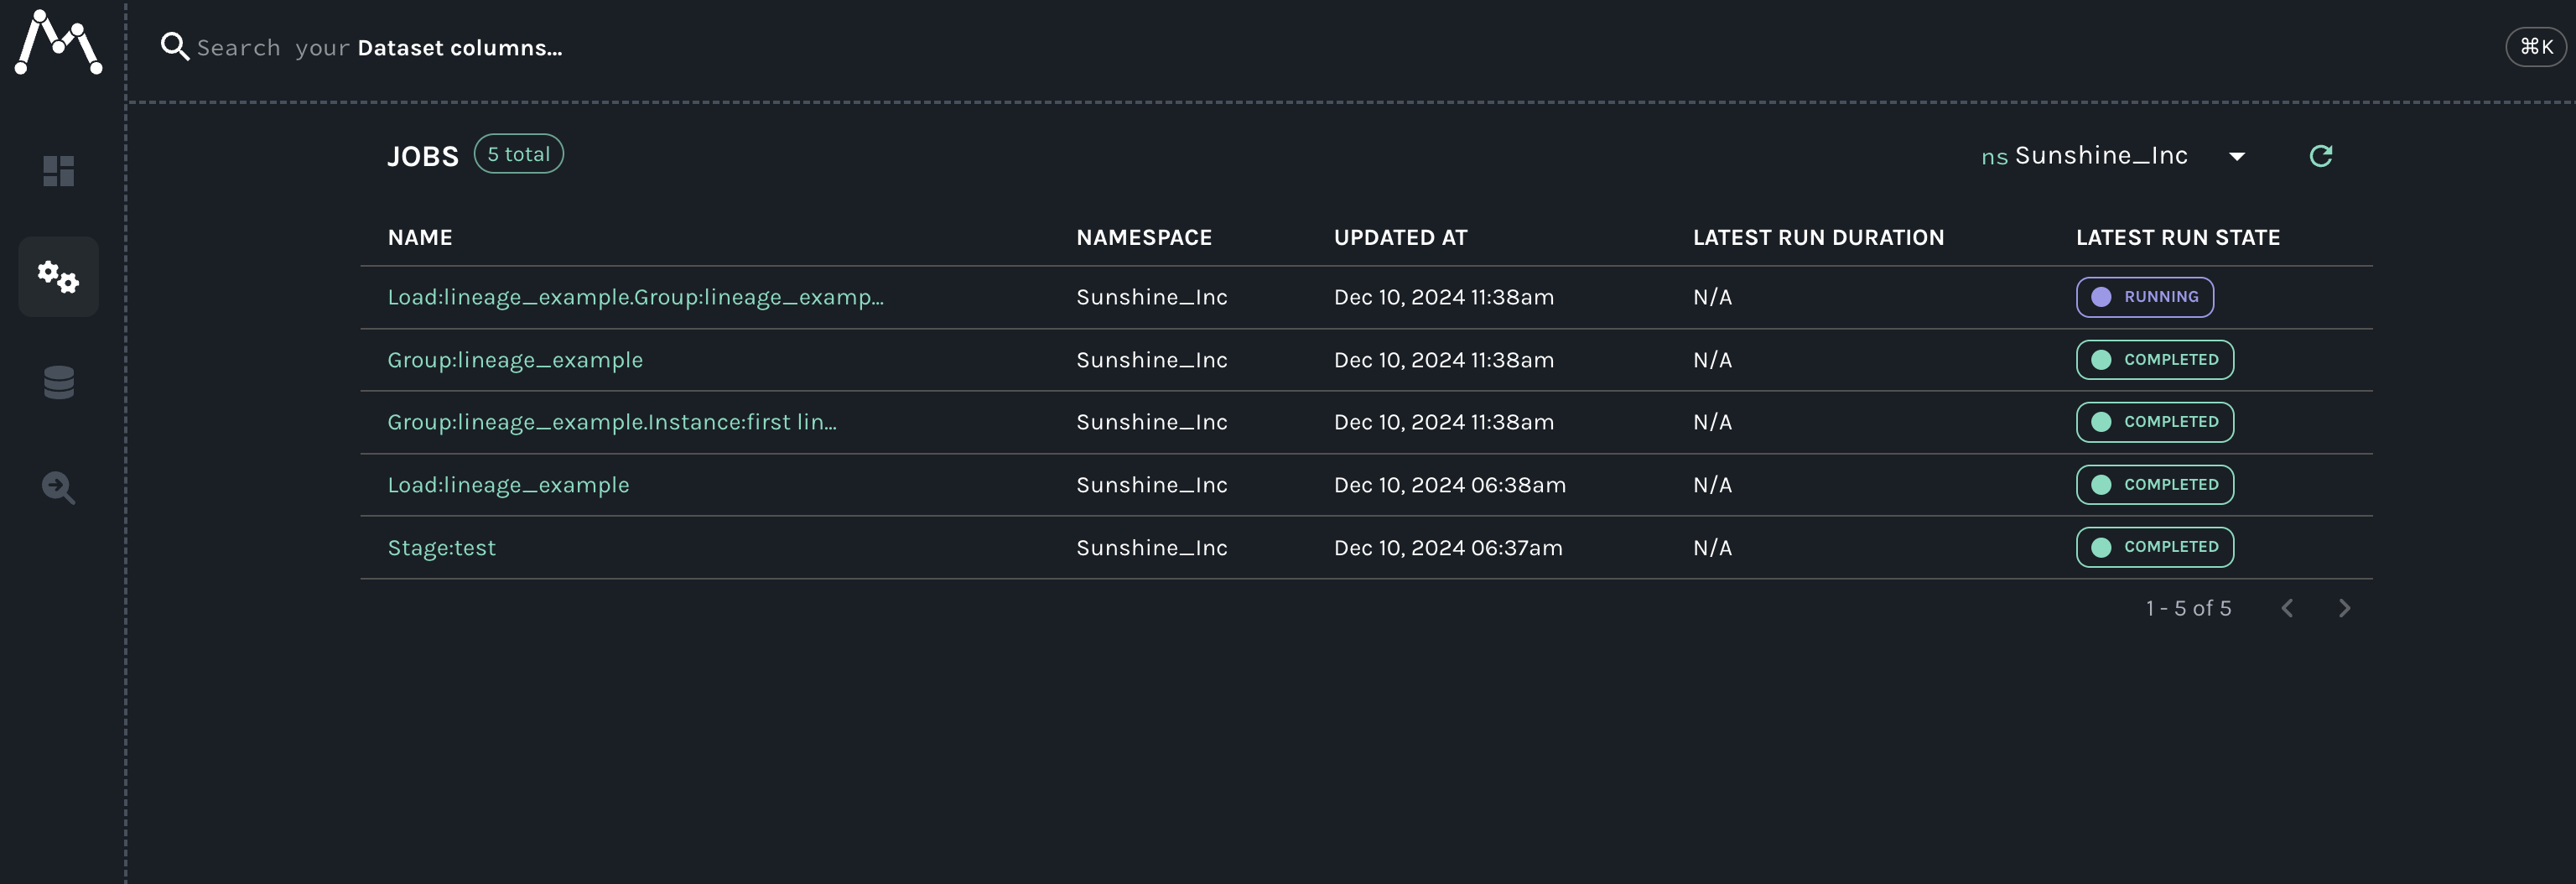 Search your Dataset columns...
⌘K
JOBS 5 total
ns Sunshine_Inc
NAME NAMESPACE UPDATED AT LATEST RUN DURATION LATEST RUN STATE
Load:lineage_example.Group:lineage_examp... Sunshine_Inc Dec 10, 2024 11:38am N/A RUNNING
Group:lineage_example Sunshine_Inc Dec 10, 2024 11:38am N/A COMPLETED
Group:lineage_example.Instance:first lin... Sunshine_Inc Dec 10, 2024 11:38am N/A COMPLETED
Load:lineage_example Sunshine_Inc Dec 10, 2024 06:38am N/A COMPLETED
Stage:test Sunshine_Inc Dec 10, 2024 06:37am N/A COMPLETED
1 - 5 of 5